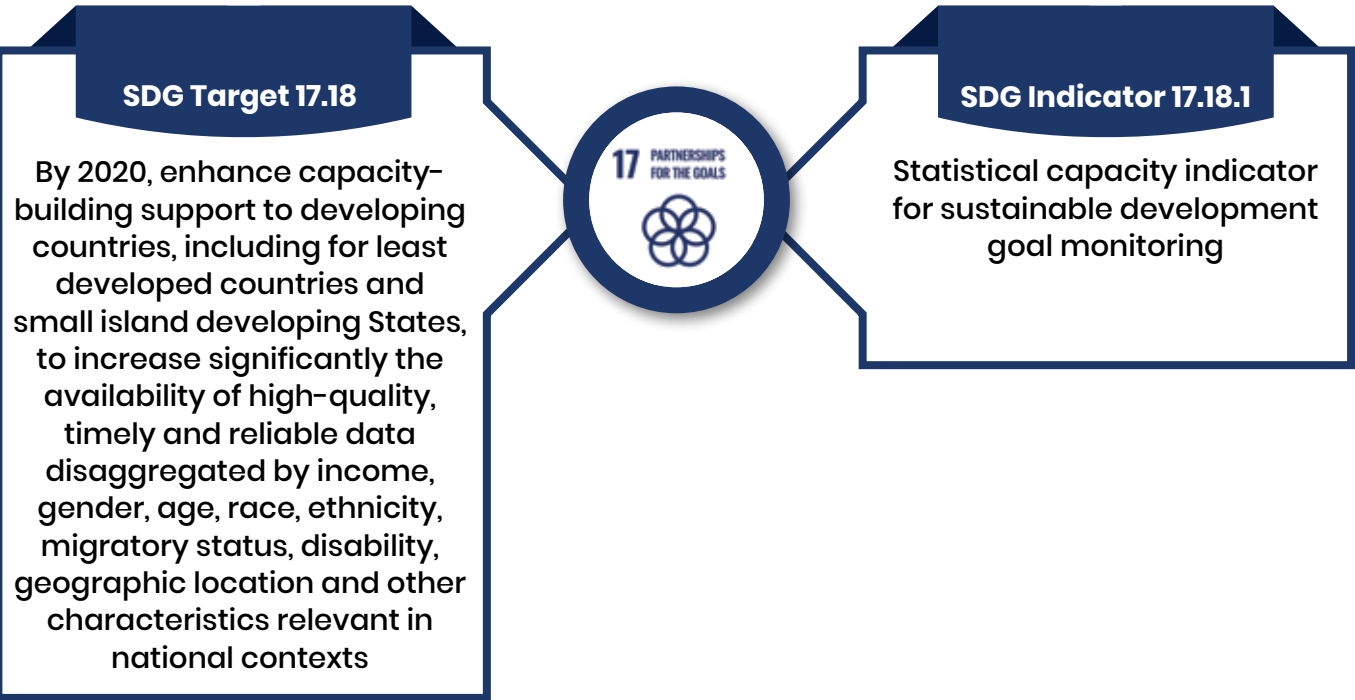 SDG Target 17.18
By 2020, enhance capacity-
building support to developing
countries, including for least
developed countries and
small island developing States,
to increase significantly the
availability of high-quality,
timely and reliable data
disaggregated by income,
gender, age, race, ethnicity,
migratory status, disability,
geographic location and other
characteristics relevant in
national contexts
17 PARTNERSHIPS
FOR THE GOALS
SDG Indicator 17.18.1
Statistical capacity indicator
for sustainable development
goal monitoring